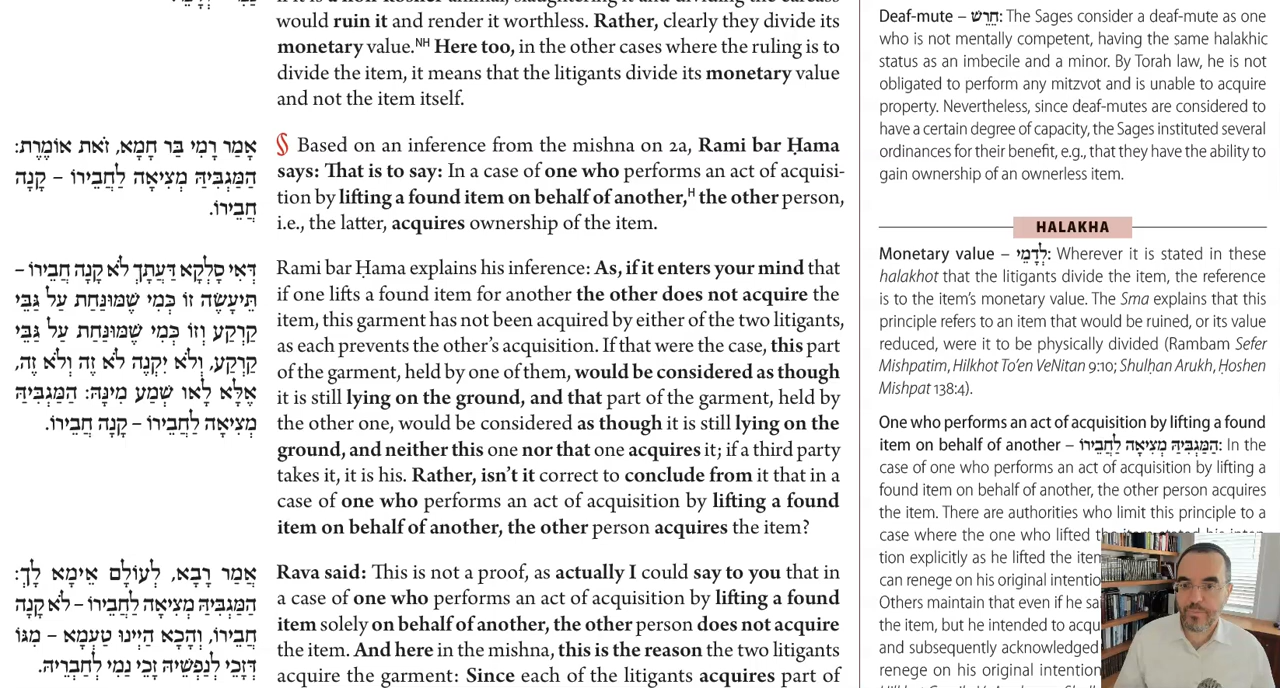 would ruin it and render it worthless. Rather, clearly they divide its
monetary value.NH Here too, in the other cases where the ruling is to
divide the item, it means that the litigants divide its monetary value
and not the item itself.
אָמַר רָמִי בַּר חָמָא, זֹאת אוֹמֶרֶת:
הַמַּגְבִּיהַּ מְצִיאָה לַחֲבֵירוֹ – קָנָה
חֲבֵירוֹ.
§ Based on an inference from the mishna on 2a, Rami bar Ḥama
says: That is to say: In a case of one who performs an act of acquisi-
tion by lifting a found item on behalf of another,H the other person,
i.e., the latter, acquires ownership of the item.
דְּאִי סָלְקָא דַּעְתָּךְ לֹא קָנָה חֲבֵירוֹ –
תֵּיעָשֶׂה זוֹ כְּמִי שֶׁמּוּנַּחַת עַל גַּבֵּי
קַרְקַע וְזוֹ כְּמִי שֶׁמּוּנַּחַת עַל גַּבֵּי
קַרְקַע, וְלֹא יִקְנֶה לֹא זֶה וְלֹא זֶה,
אֶלָּא לָאו שְׁמַע מִינַּהּ: הַמַּגְבִּיהַּ
מְצִיאָה לַחֲבֵירוֹ – קָנָה חֲבֵירוֹ.
Rami bar Ḥama explains his inference: As, if it enters your mind that
if one lifts a found item for another the other does not acquire the
item, this garment has not been acquired by either of the two litigants,
as each prevents the other's acquisition. If that were the case, this part
of the garment, held by one of them, would be considered as though
it is still lying on the ground, and that part of the garment, held by
the other one, would be considered as though it is still lying on the
ground, and neither this one nor that one acquires it; if a third party
takes it, it is his. Rather, isn't it correct to conclude from it that in a
case of one who performs an act of acquisition by lifting a found
item on behalf of another, the other person acquires the item?
אֲמַר רָבָא, לְעוֹלָם אֵימָא לָךְ:
הַמַּגְבִּיהַּ מְצִיאָה לַחֲבֵירוֹ – לֹא קָנָה
חֲבֵירוֹ, וְהָכָא הַיְינוּ טַעְמָא – מִגּוֹ
דְּזָכֵי לְנַפְשֵׁיהּ זָכֵי נַמֵי לְחַבְרֵיהּ.
Rava said: This is not a proof, as actually I could say to you that in
a case of one who performs an act of acquisition by lifting a found
item solely on behalf of another, the other person does not acquire
the item. And here in the mishna, this is the reason the two litigants
acquire the garment: Since each of the litigants acquires part of
Deaf-mute – חֵרֵשׁ: The Sages consider a deaf-mute as one
who is not mentally competent, having the same halakhic
status as an imbecile and a minor. By Torah law, he is not
obligated to perform any mitzvot and is unable to acquire
property. Nevertheless, since deaf-mutes are considered to
have a certain degree of capacity, the Sages instituted several
ordinances for their benefit, e.g., that they have the ability to
gain ownership of an ownerless item.
HALAKHA
Monetary value – לְדָמֵי: Wherever it is stated in these
halakhot that the litigants divide the item, the reference
is to the item's monetary value. The Sma explains that this
principle refers to an item that would be ruined, or its value
reduced, were it to be physically divided (Rambam Sefer
Mishpatim, Hilkhot To'en VeNitan 9:10; Shulḥan Arukh, Ḥoshen
Mishpat 138:4).
One who performs an act of acquisition by lifting a found
item on behalf of another – הַמַּגְבִּיהַּ מְצִיאָה לַחֲבֵירוֹ: In the
case of one who performs an act of acquisition by lifting a
found item on behalf of another, the other person acquires
the item. There are authorities who limit this principle to a
case where the one who lifted
tion explicitly as he lifted the
can renege on his original
Others maintain that even if he
the item, but he intended to
and subsequently acknowledged
renege on his original